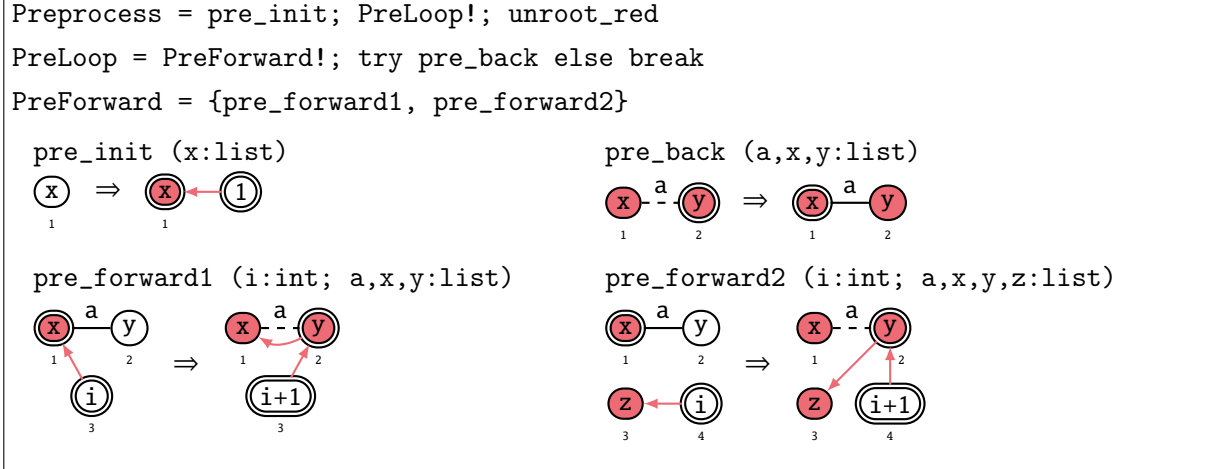 Preprocess = pre_init; PreLoop!; unroot_red
PreLoop = PreForward!; try pre_back else break
PreForward = {pre_forward1, pre_forward2}
pre_init (x:list)
x ⇒ x 1
1 1
pre_back (a,x,y:list)
x a y ⇒ x a y
1 2 1 2
pre_forward1 (i:int; a,x,y:list)
x a y ⇒ x a y
1 2 1 2
i i+1
3 3
pre_forward2 (i:int; a,x,y,z:list)
x a y ⇒ x a y
1 2 1 2
z i z i+1
3 4 3 4